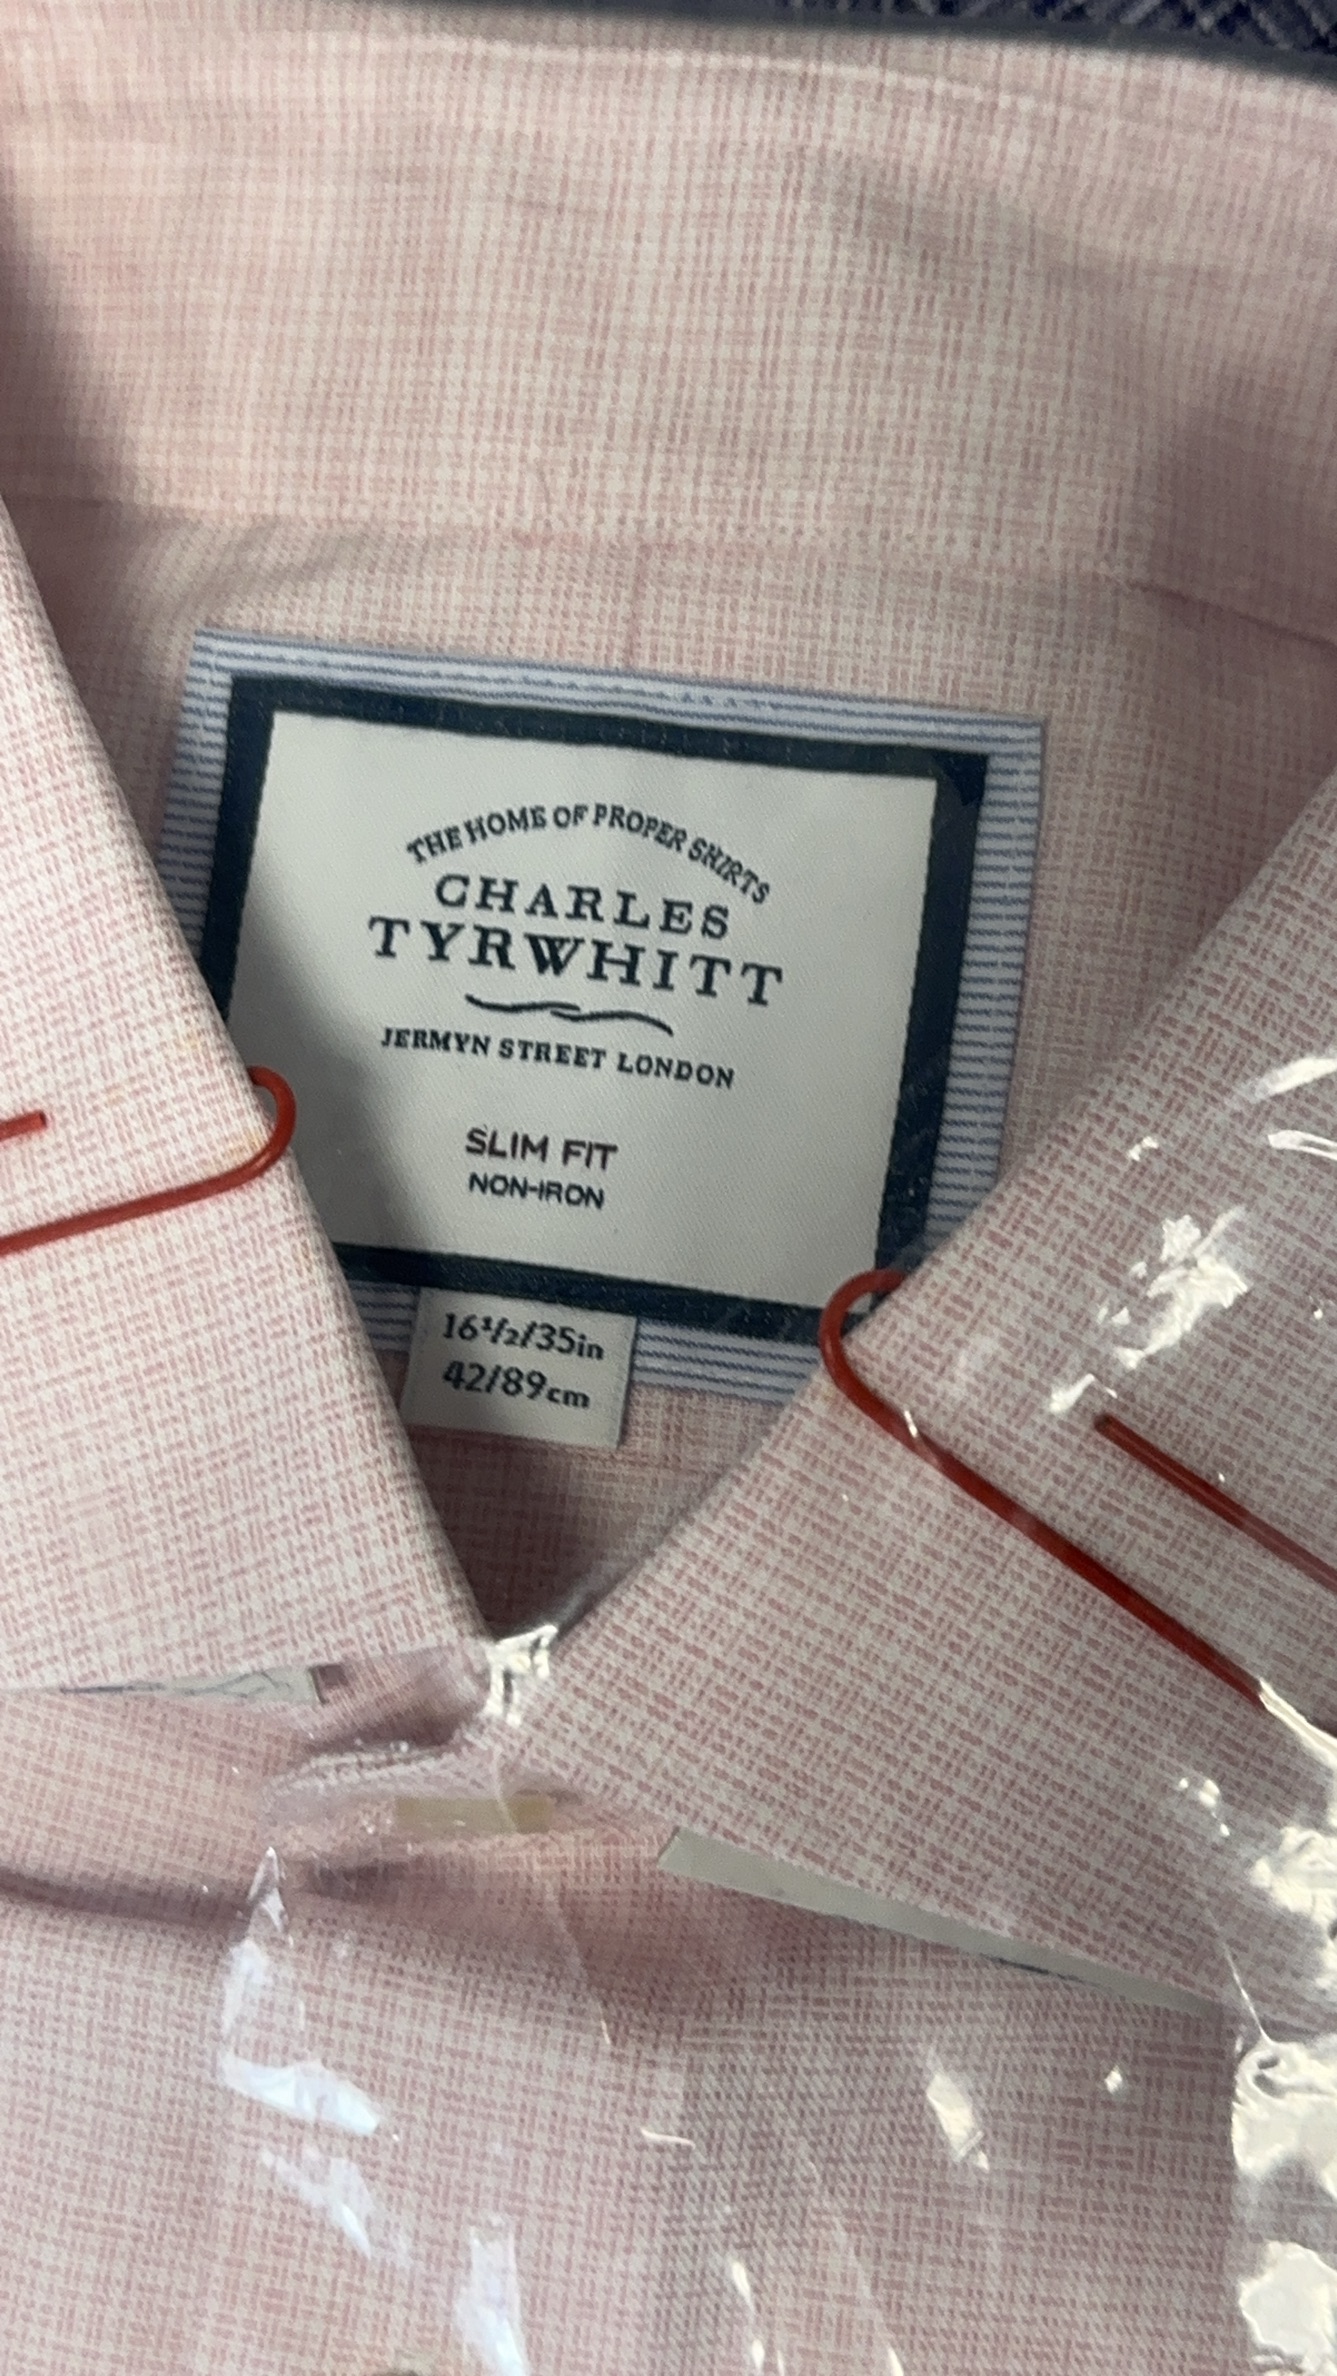 THE HOME OF PROPER SHIRTS
CHARLES
TYRWHITT
JERMYN STREET LONDON
SLIM FIT
NON-IRON
16½/35in
42/89cm